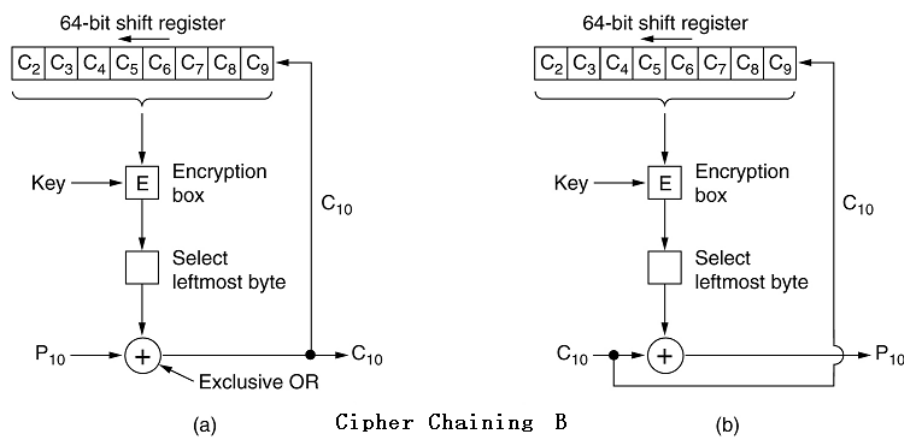 64-bit shift register
C2 C3 C4 C5 C6 C7 C8 C9
Key
E
Encryption
box
C10
Select
leftmost byte
P10
+
C10
Exclusive OR
(a)
64-bit shift register
C2 C3 C4 C5 C6 C7 C8 C9
Key
E
Encryption
box
C10
Select
leftmost byte
C10
+
P10
(b)
Cipher Chaining B